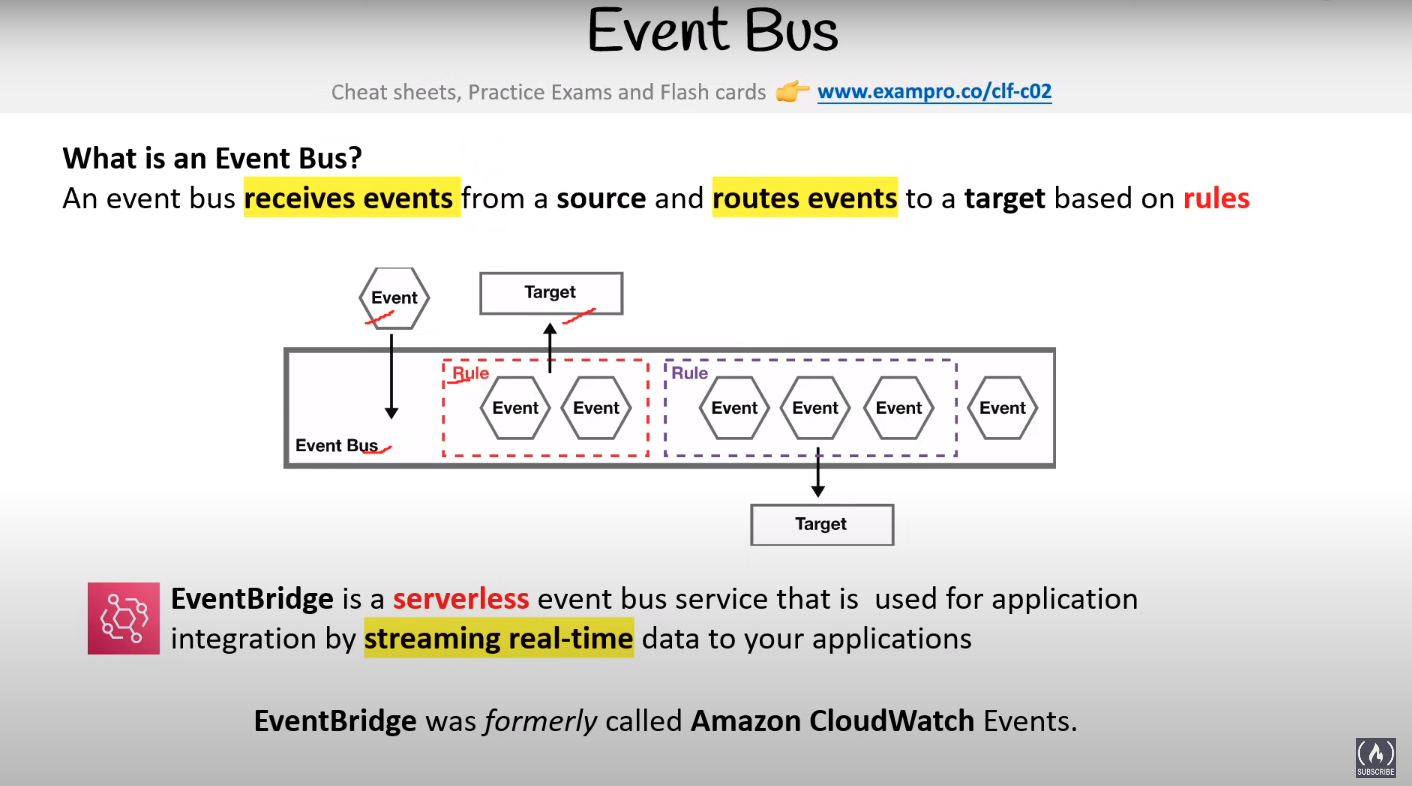 Event Bus
Cheat sheets, Practice Exams and Flash cards 👉 www.exampro.co/clf-c02
What is an Event Bus?
An event bus receives events from a source and routes events to a target based on rules
Event
Target
Rule
Event
Event
Rule
Event
Event
Event
Event
Event Bus
Target
EventBridge is a serverless event bus service that is used for application
integration by streaming real-time data to your applications
EventBridge was formerly called Amazon CloudWatch Events.
SUBSCRIBE